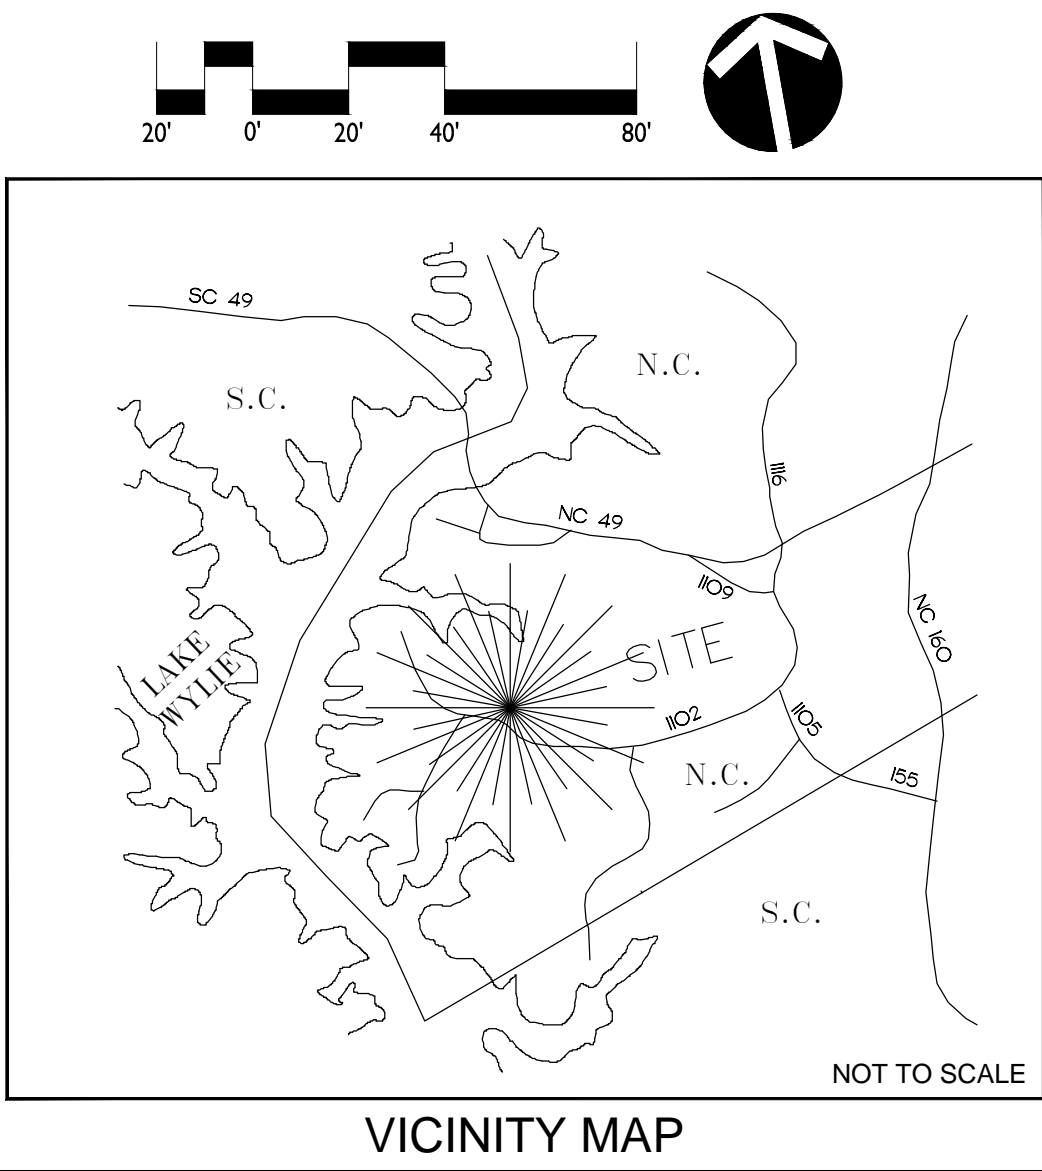 20' 0' 20' 40' 80'
SC 49
N.C.
S.C.
1116
NC 49
1109
NC 160
SITE
LAKE
WYLIE
1102
1105
N.C.
155
S.C.
NOT TO SCALE
VICINITY MAP